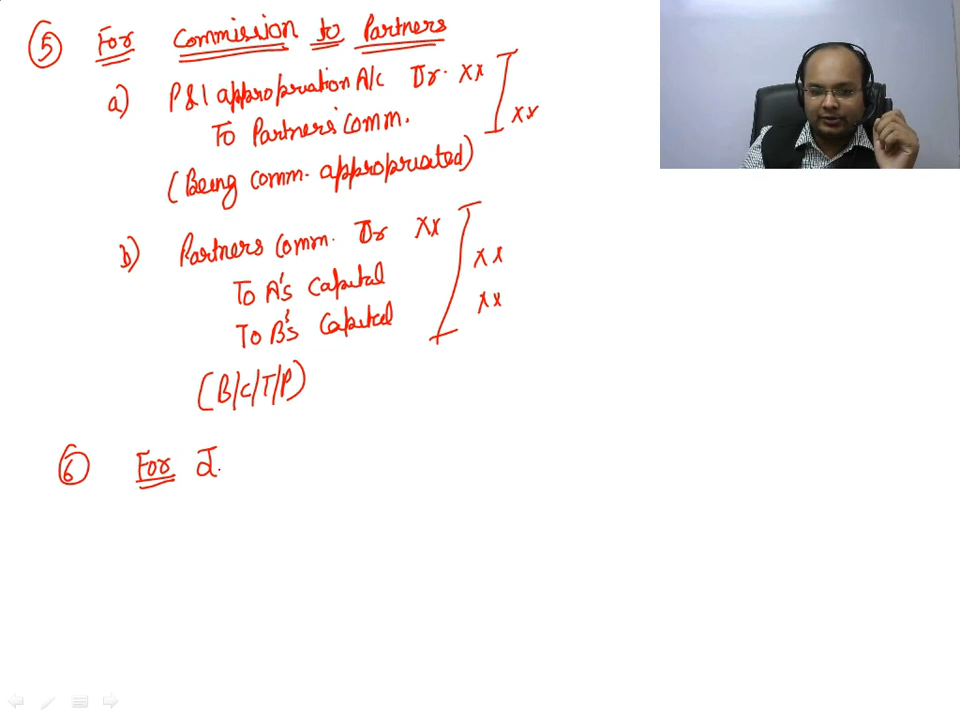 5 For Commission to Partners
a) P & l appropriation A/c Dr. xx
To Partners Comm. xx
(Being comm. appropriated)
b) Partners Comm. Dr xx
To A's Capital xx
To B's Capital xx
(B/C/T/P)
6 For